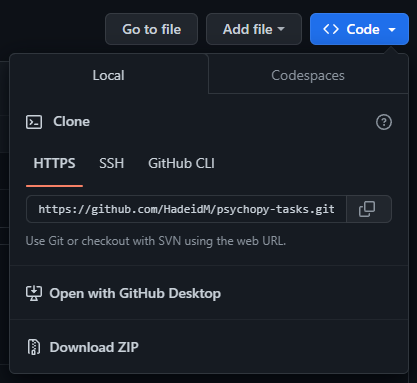 Go to file
Add file
<> Code
Local
Codespaces
Clone
HTTPS
SSH
GitHub CLI
https://github.com/HadeidM/psychopy-tasks.git
Use Git or checkout with SVN using the web URL.
Open with GitHub Desktop
Download ZIP